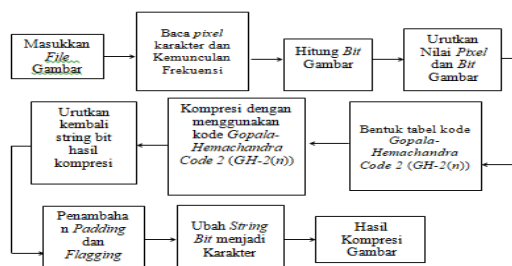 Masukkan
File
Gambar
Baca pixel
karakter dan
Kemunculan
Frekuensi
Hitung Bit
Gambar
Urutkan
Nilai Pixel
dan Bit
Gambar
Bentuk tabel kode
Gopala-
Hemachandra
Code 2 (GH-2(n))
Kompresi dengan
menggunakan
kode Gopala-
Hemachandra
Code 2 (GH-2(n))
Urutkan
kembali
string bit
hasil
kompresi
Penambaha
n Padding
dan
Flagging
Ubah String
Bit menjadi
Karakter
Hasil
Kompresi
Gambar